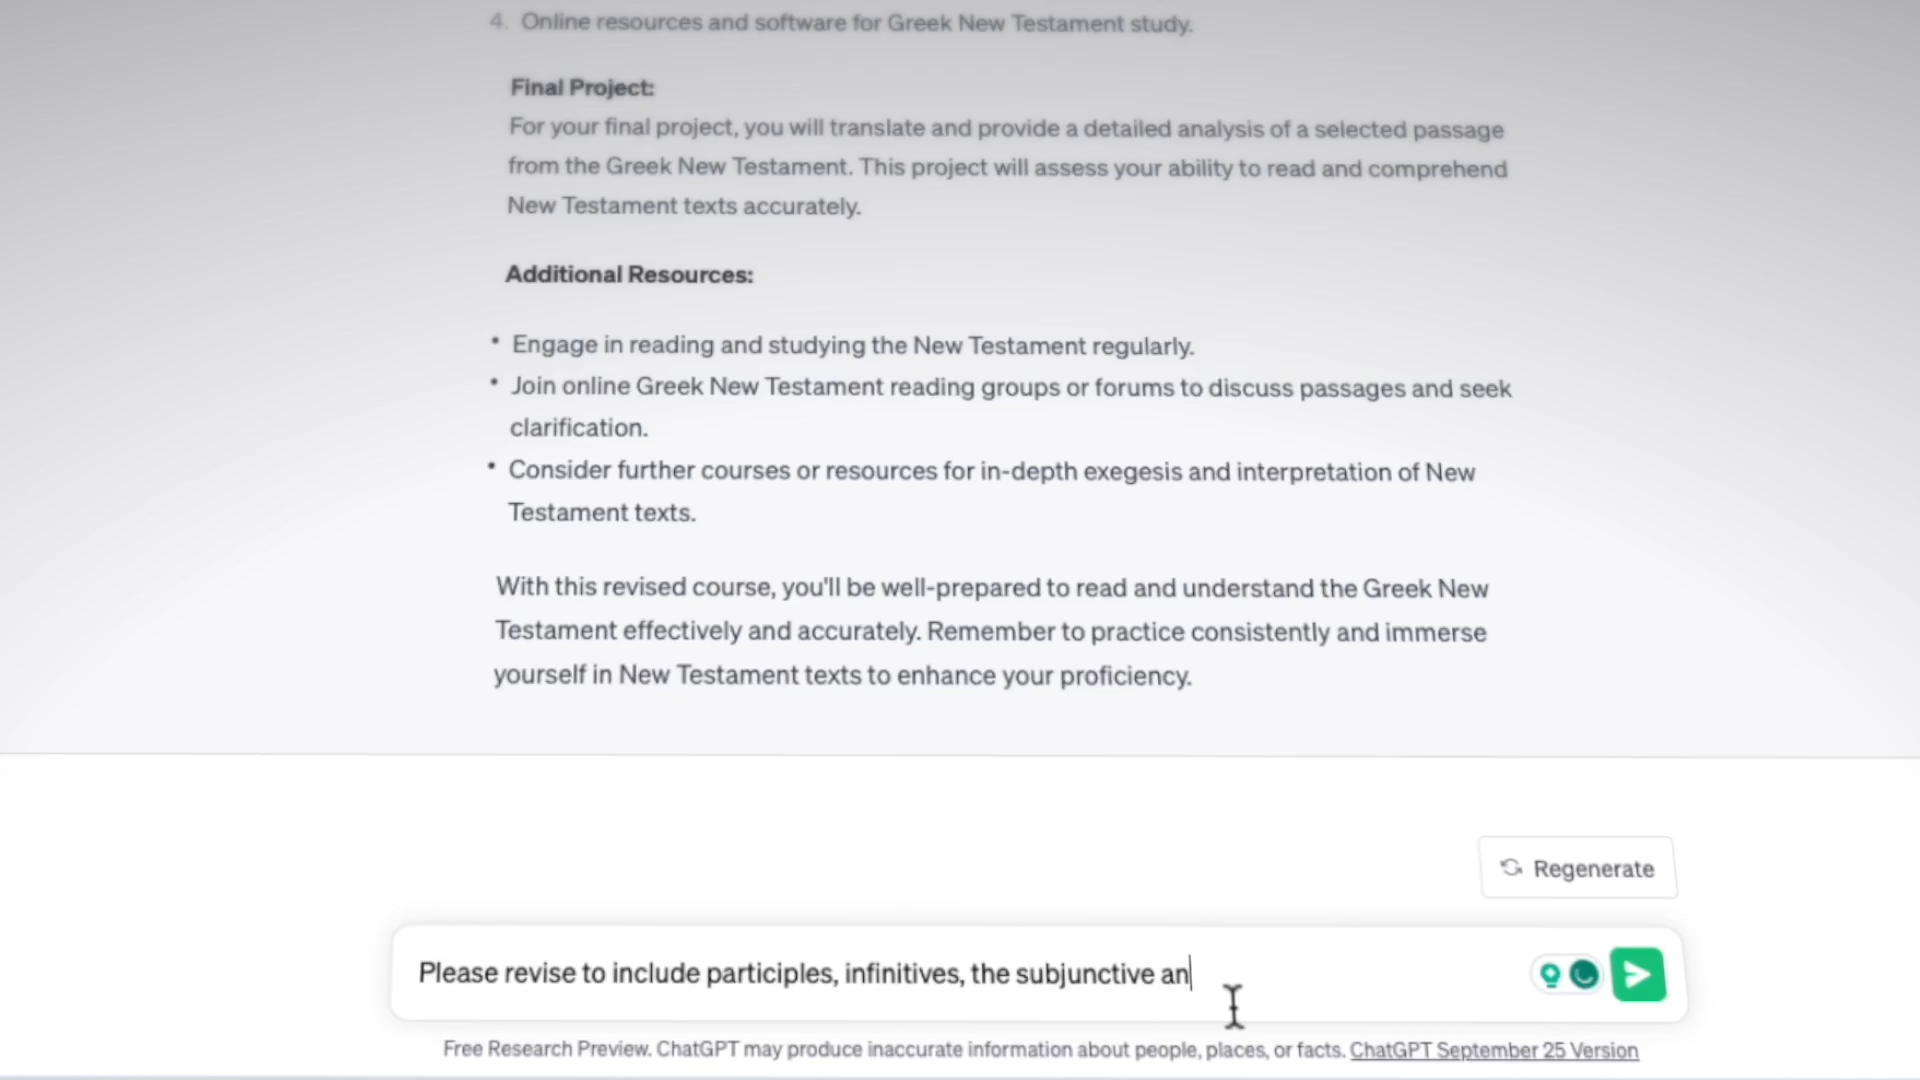 4. Online resources and software for Greek New Testament study.
Final Project:
For your final project, you will translate and provide a detailed analysis of a selected passage
from the Greek New Testament. This project will assess your ability to read and comprehend
New Testament texts accurately.
Additional Resources:
• Engage in reading and studying the New Testament regularly.
• Join online Greek New Testament reading groups or forums to discuss passages and seek
clarification.
• Consider further courses or resources for in-depth exegesis and interpretation of New
Testament texts.
With this revised course, you'll be well-prepared to read and understand the Greek New
Testament effectively and accurately. Remember to practice consistently and immerse
yourself in New Testament texts to enhance your proficiency.
Regenerate
Please revise to include participles, infinitives, the subjunctive an
Free Research Preview. ChatGPT may produce inaccurate information about people, places, or facts. ChatGPT September 25 Version